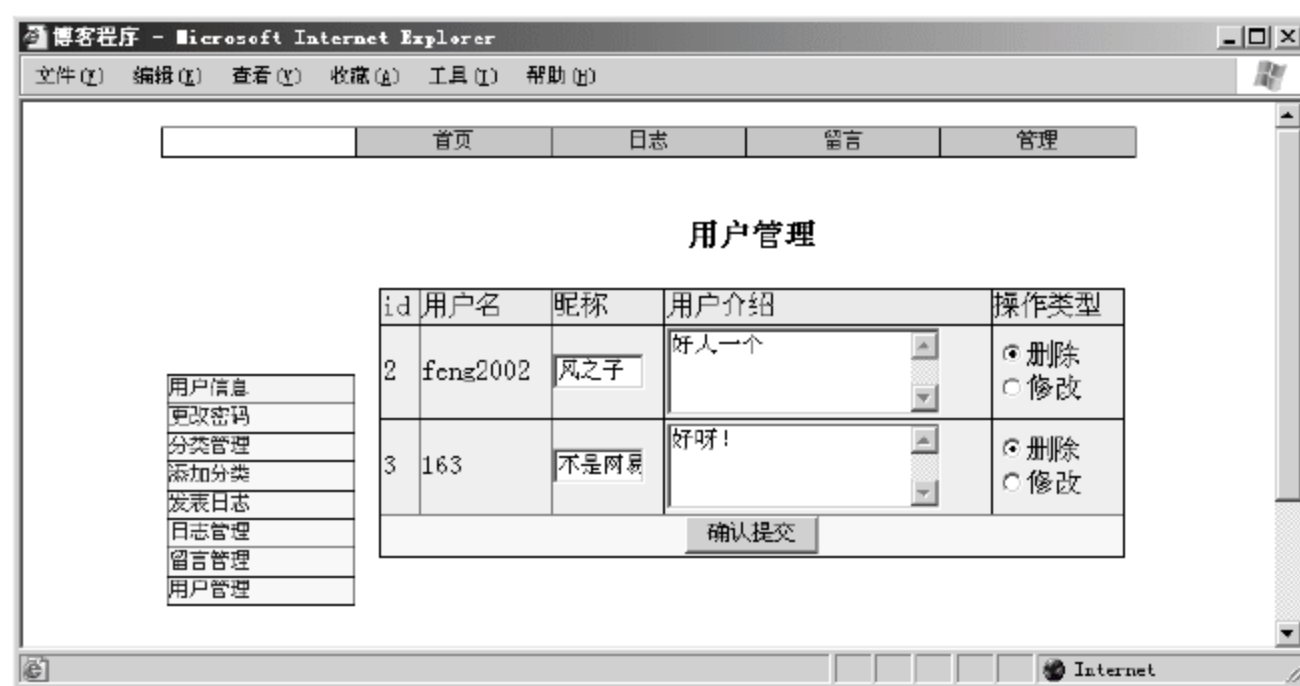 博客程序 - Microsoft Internet Explorer
文件(F) 编辑(E) 查看(V) 收藏(A) 工具(T) 帮助(H)
首页 日志 留言 管理
用户管理
id 用户名 昵称 用户介绍 操作类型
2 feng2002 风之子 好人一个 删除
修改
3 163 不是网易 好呀! 删除
修改
确认提交
用户信息
更改密码
分类管理
添加分类
发表日志
日志管理
留言管理
用户管理
Internet